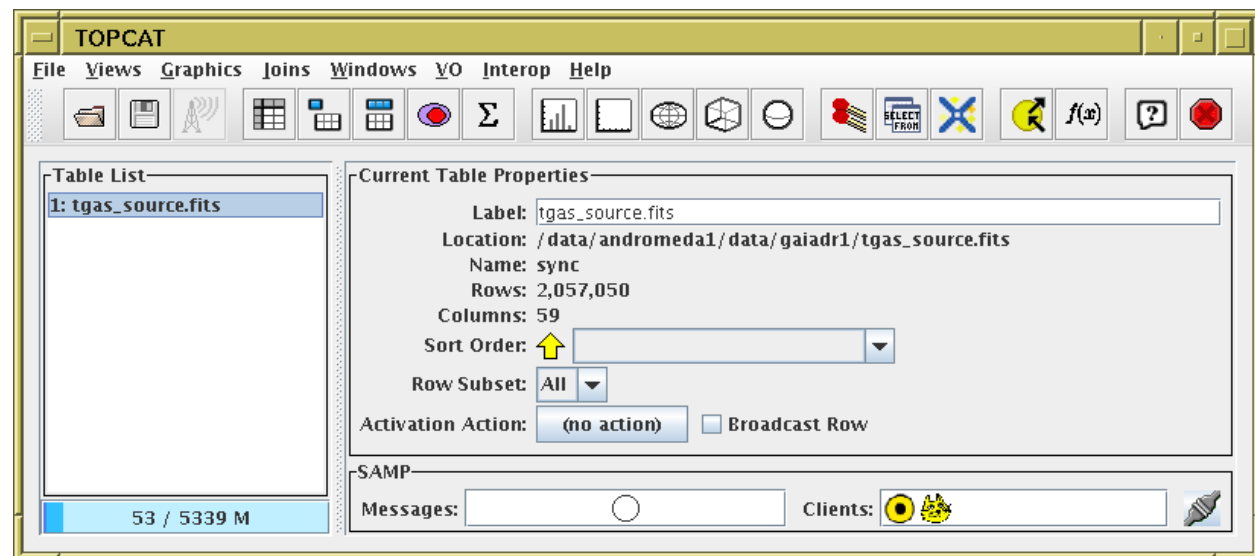 TOPCAT
File Views Graphics Joins Windows VO Interop Help
Σ SELECT FROM f(x) ?
Table List
1: tgas_source.fits
53 / 5339 M
Current Table Properties
Label: tgas_source.fits
Location: /data/andromeda1/data/gaiadr1/tgas_source.fits
Name: sync
Rows: 2,057,050
Columns: 59
Sort Order:
Row Subset: All
Activation Action: (no action) Broadcast Row
SAMP
Messages: Clients: